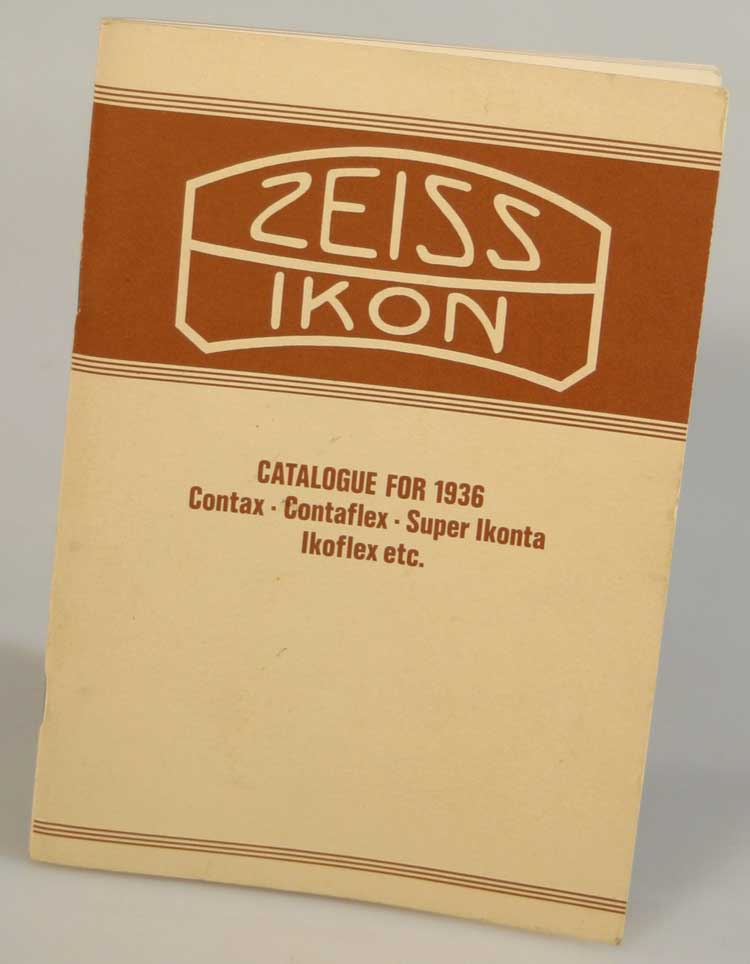 ZEISS
IKON
CATALOGUE FOR 1936
Contax · Contaflex · Super Ikonta
Ikoflex etc.